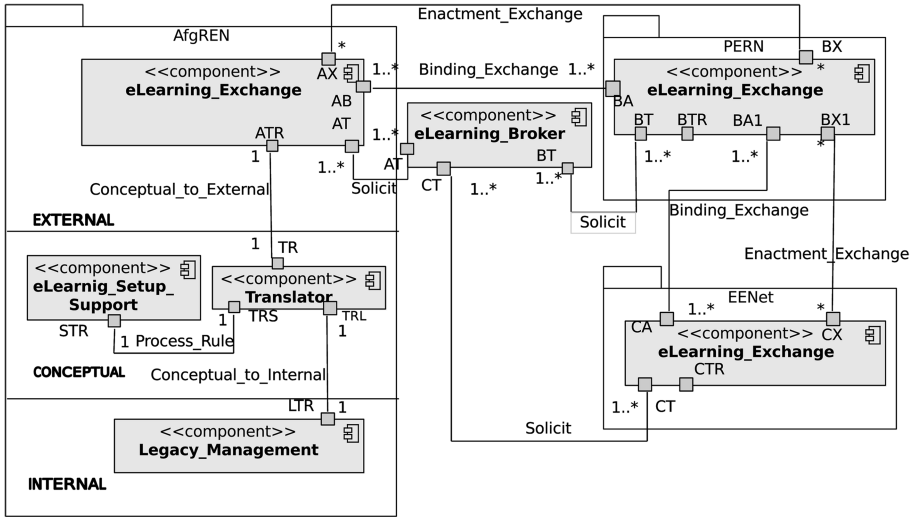 Enactment_Exchange
AfgREN
PERN
BX
*
*
<<component>>
eLearning_Exchange
AX
1..*
Binding_Exchange
1..*
<<component>>
eLearning_Exchange
AB
BA
AT
ATR
1
1..*
1..*
<<component>>
eLearning_Broker
AT
BT
CT
1..*
1..*
Solicit
BT
BTR
BA1
BX1
*
1..*
1..*
Conceptual_to_External
Solicit
Binding_Exchange
EXTERNAL
1
TR
Enactment_Exchange
<<component>>
eLearnig_Setup_
Support
STR
<<component>>
Translator
TRS
TRL
1
1
1
Process_Rule
EENet
1..*
*
CA
CX
<<component>>
eLearning_Exchange
CTR
1..*
CT
CONCEPTUAL
Conceptual_to_Internal
LTR
1
Solicit
<<component>>
Legacy_Management
INTERNAL